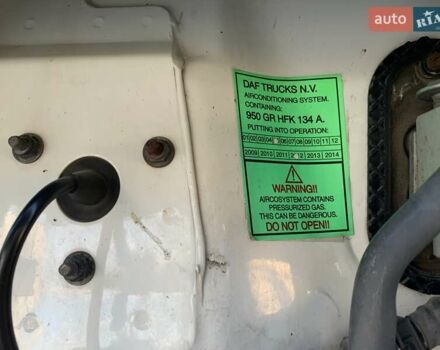 auto RIA
DAF TRUCKS N.V.
AIRCONDITIONING SYSTEM.
CONTAINING:
950 GR HFK 134 A.
PUTTING INTO OPERATION:
01 02 03 04 06 07 08 09 10 11 12
2009 2010 2011 2012 2013 2014
WARNING!!
AIRCOSYSTEM CONTAINS
PRESSURIZED GAS.
THIS CAN BE DANGEROUS.
DO NOT OPEN!!